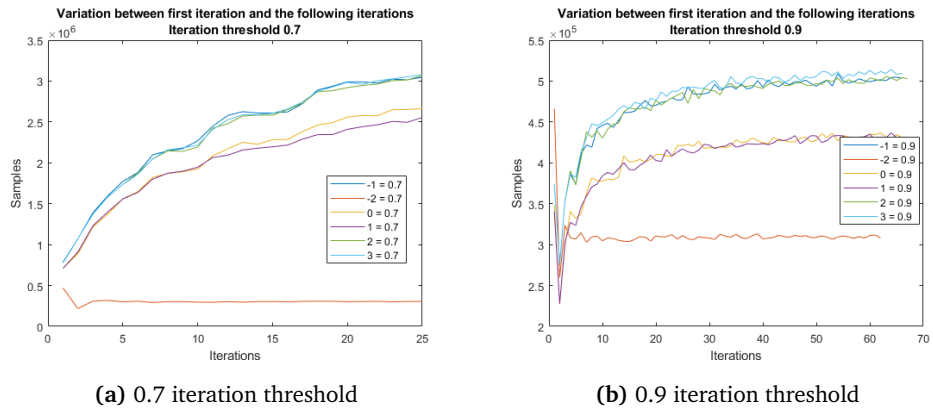 Variation between first iteration and the following iterations
Iteration threshold 0.7
× 10^6
3.5
3
2.5
2
1.5
1
0.5
0
Samples
0 5 10 15 20 25
Iterations
-1 = 0.7
-2 = 0.7
0 = 0.7
1 = 0.7
2 = 0.7
3 = 0.7
(a) 0.7 iteration threshold
Variation between first iteration and the following iterations
Iteration threshold 0.9
× 10^5
5.5
5
4.5
4
3.5
3
2.5
2
Samples
0 10 20 30 40 50 60 70
Iterations
-1 = 0.9
-2 = 0.9
0 = 0.9
1 = 0.9
2 = 0.9
3 = 0.9
(b) 0.9 iteration threshold